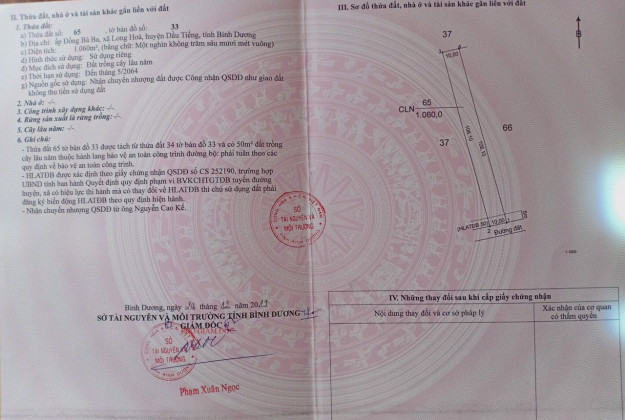 II. Thửa đất, nhà ở và tài sản khác gắn liền với đất
1. Thửa đất:
a) Thửa đất số: 65 , tờ bản đồ số: 33
b) Địa chỉ: ấp Đồng Bà Ba, xã Long Hoà, huyện Dầu Tiếng, tỉnh Bình Dương
c) Diện tích: 1.060m², (bằng chữ: Một nghìn không trăm sáu mươi mét vuông)
d) Hình thức sử dụng: Sử dụng riêng
đ) Mục đích sử dụng: Đất trồng cây lâu năm
e) Thời hạn sử dụng: Đến tháng 5/2064
g) Nguồn gốc sử dụng: Nhận chuyển nhượng đất được Công nhận QSDĐ như giao đất
không thu tiền sử dụng đất
2. Nhà ở: -/-
3. Công trình xây dựng khác: -/-
4. Rừng sản xuất là rừng trồng: -/-
5. Cây lâu năm: -/-
6. Ghi chú:
- Thửa đất 65 tờ bản đồ 33 được tách từ thửa đất 34 tờ bản đồ 33 và có 50m² đất trồng
cây lâu năm thuộc hành lang bảo vệ an toàn công trình đường bộ; phải tuân theo các
quy định về bảo vệ an toàn công trình.
- HLATĐB được xác định theo giấy chứng nhận QSDĐ số CS 252190, trường hợp
UBND tỉnh ban hành Quyết định quy định phạm vi BVKCHTGTĐB tuyến đường
huyện, xã có hiệu lực thi hành mà có thay đổi về HLATĐB thì chủ sử dụng đất phải
đăng ký biến động HLATĐB theo quy định hiện hành.
- Nhận chuyển nhượng QSDĐ từ ông Nguyễn Cao Kế.
SỞ
TÀI NGUYÊN VÀ
MÔI TRƯỜNG
Bình Dương, ngày tháng năm 20
SỞ TÀI NGUYÊN VÀ MÔI TRƯỜNG TỈNH BÌNH DƯƠNG
GIÁM ĐỐC
SỞ
TÀI NGUYÊN VÀ
MÔI TRƯỜNG
Phạm Xuân Ngọc
III. Sơ đồ thửa đất, nhà ở và tài sản khác gắn liền với đất
B
37
10,00
CLN 65
1.060,0
66
37
(HLATĐB 50) 10,00
2
Đường đất
IV. Những thay đổi sau khi cấp giấy chứng nhận
Nội dung thay đổi và cơ sở pháp lý
Xác nhận của cơ quan
có thẩm quyền